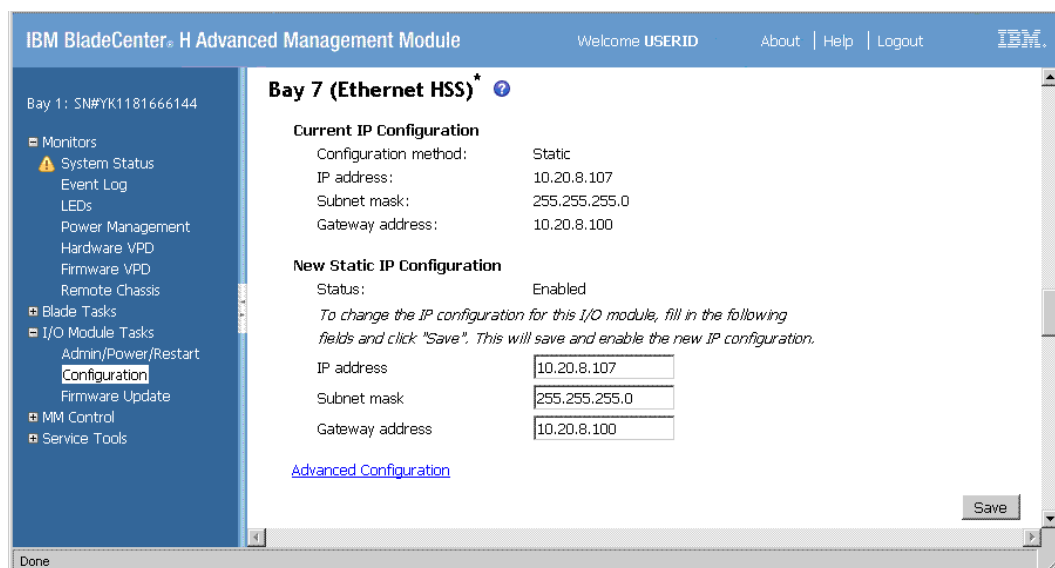 IBM BladeCenter® H Advanced Management Module
Welcome USERID
About | Help | Logout
IBM.
Bay 1: SN#YK1181666144
Monitors
System Status
Event Log
LEDs
Power Management
Hardware VPD
Firmware VPD
Remote Chassis
Blade Tasks
I/O Module Tasks
Admin/Power/Restart
Configuration
Firmware Update
MM Control
Service Tools
Bay 7 (Ethernet HSS)* ?
Current IP Configuration
Configuration method: Static
IP address: 10.20.8.107
Subnet mask: 255.255.255.0
Gateway address: 10.20.8.100
New Static IP Configuration
Status: Enabled
To change the IP configuration for this I/O module, fill in the following
fields and click "Save". This will save and enable the new IP configuration.
IP address 10.20.8.107
Subnet mask 255.255.255.0
Gateway address 10.20.8.100
Advanced Configuration
Save
Done